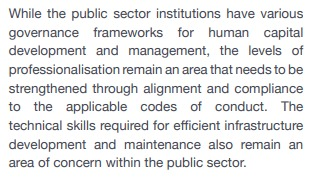 While the public sector institutions have various
governance frameworks for human capital
development and management, the levels of
professionalisation remain an area that needs to be
strengthened through alignment and compliance
to the applicable codes of conduct. The
technical skills required for efficient infrastructure
development and maintenance also remain an
area of concern within the public sector.